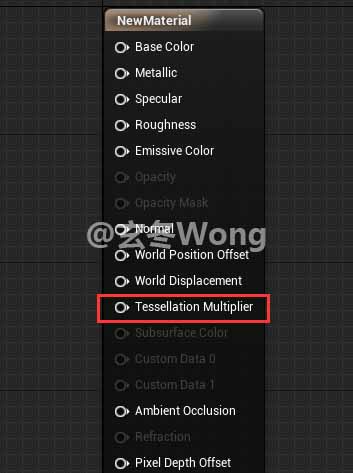 NewMaterial
Base Color
Metallic
Specular
Roughness
Emissive Color
Opacity
Opacity Mask
@玄冬Wong
Normal
World Position Offset
World Displacement
Tessellation Multiplier
Subsurface Color
Custom Data 0
Custom Data 1
Ambient Occlusion
Refraction
Pixel Depth Offset